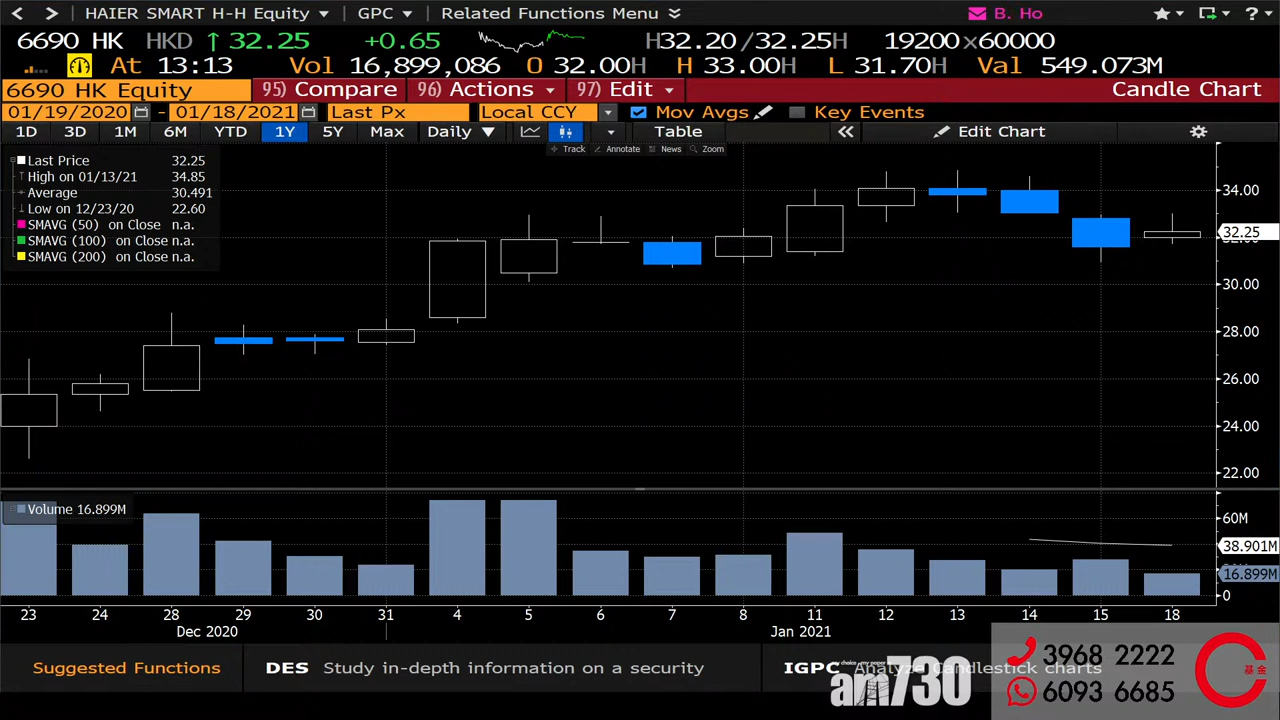 < > HAIER SMART H-H Equity ▾ GPC ▾ Related Functions Menu B. Ho ?
6690 HK HKD ↑ 32.25 +0.65 H32.20 /32.25H 19200 x60000
At 13:13 Vol 16,899,086 O 32.00H H 33.00H L 31.70H Val 549.073M
6690 HK Equity 95) Compare 96) Actions 97) Edit Candle Chart
01/19/2020 - 01/18/2021 Last Px Local CCY Mov Avgs Key Events
1D 3D 1M 6M YTD 1Y 5Y Max Daily ▼ Table « Edit Chart
Track Annotate News Zoom
Last Price 32.25
High on 01/13/21 34.85
Average 30.491
Low on 12/23/20 22.60
SMAVG (50) on Close n.a.
SMAVG (100) on Close n.a.
SMAVG (200) on Close n.a.
34.00
32.25
30.00
28.00
26.00
24.00
22.00
Volume 16.899M
60M
38.901M
16.899M
0
23 24 28 29 30 31 4 5 6 7 8 11 12 13 14 15 18
Dec 2020 Jan 2021
Suggested Functions DES Study in-depth information on a security IGPC Analyze Candlestick charts
am730
3968 2222
6093 6685
基金